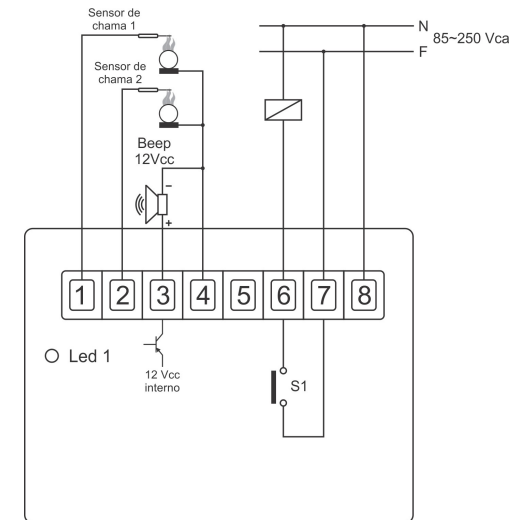 Sensor de
chama 1
N
85~250 Vca
F
Sensor de
chama 2
Beep
12Vcc
−
+
1 2 3 4 5 6 7 8
Led 1
12 Vcc
interno
S1